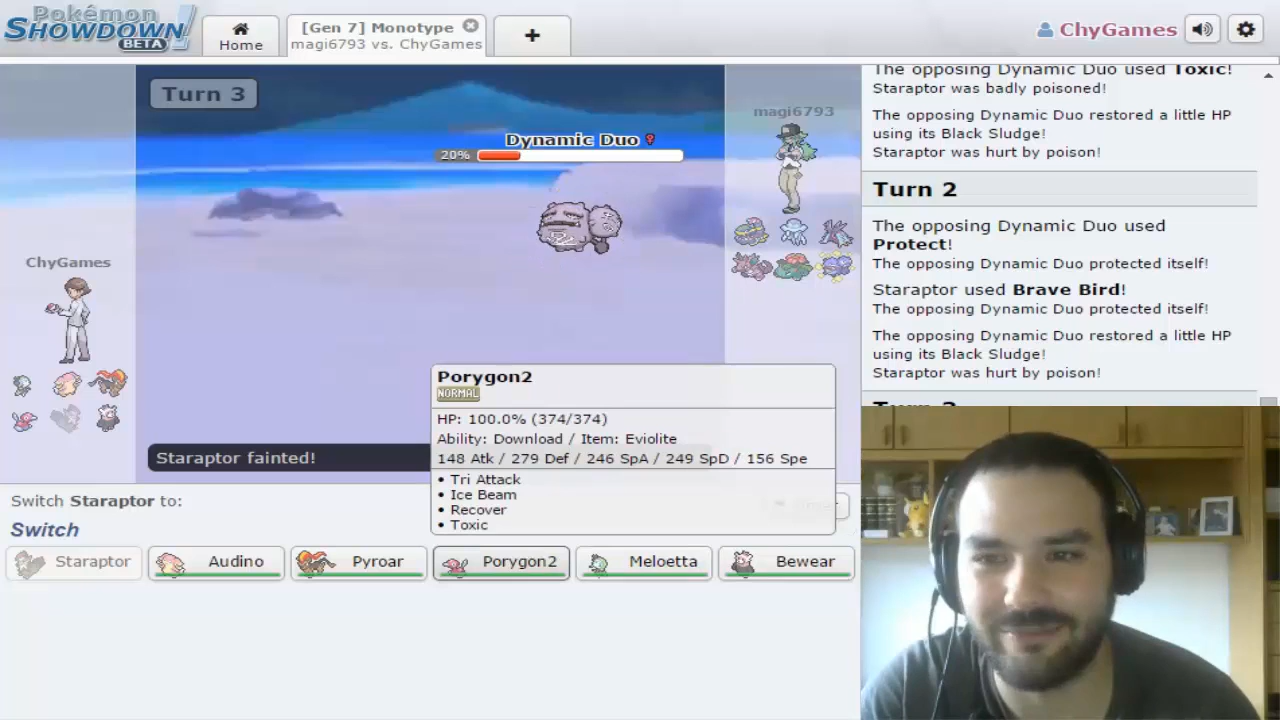 Pokémon
SHOWDOWN!
BETA
Home
[Gen 7] Monotype
magi6793 vs. ChyGames
+
ChyGames
Turn 3
Dynamic Duo
20%
magi6793
ChyGames
Staraptor fainted!
Porygon2
NORMAL
HP: 100.0% (374/374)
Ability: Download / Item: Eviolite
148 Atk / 279 Def / 246 SpA / 249 SpD / 156 Spe
• Tri Attack
• Ice Beam
• Recover
• Toxic
Switch Staraptor to:
Switch
Staraptor
Audino
Pyroar
Porygon2
Meloetta
Bewear
The opposing Dynamic Duo used Toxic!
Staraptor was badly poisoned!
The opposing Dynamic Duo restored a little HP
using its Black Sludge!
Staraptor was hurt by poison!
Turn 2
The opposing Dynamic Duo used
Protect!
The opposing Dynamic Duo protected itself!
Staraptor used Brave Bird!
The opposing Dynamic Duo protected itself!
The opposing Dynamic Duo restored a little HP
using its Black Sludge!
Staraptor was hurt by poison!